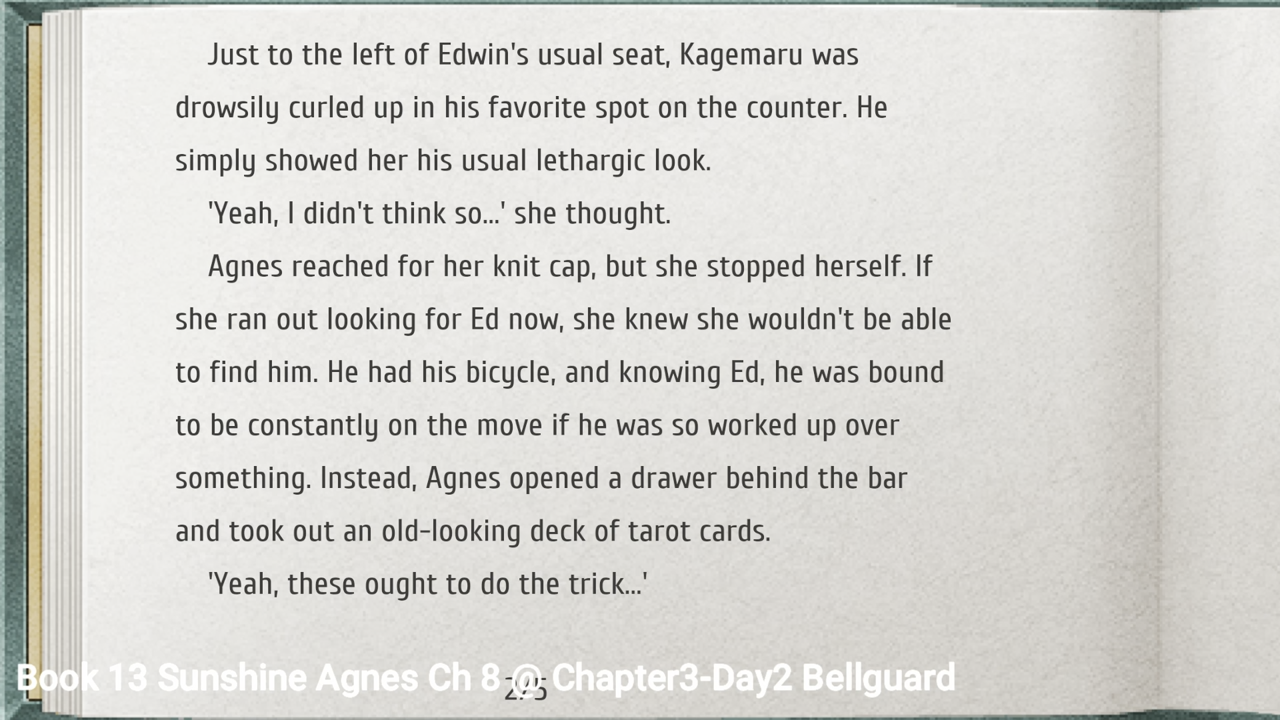 Just to the left of Edwin's usual seat, Kagemaru was
drowsily curled up in his favorite spot on the counter. He
simply showed her his usual lethargic look.
'Yeah, I didn't think so...' she thought.
Agnes reached for her knit cap, but she stopped herself. If
she ran out looking for Ed now, she knew she wouldn't be able
to find him. He had his bicycle, and knowing Ed, he was bound
to be constantly on the move if he was so worked up over
something. Instead, Agnes opened a drawer behind the bar
and took out an old-looking deck of tarot cards.
'Yeah, these ought to do the trick...'
Book 13 Sunshine Agnes Ch 8 @ Chapter3-Day2 Bellguard
2/5